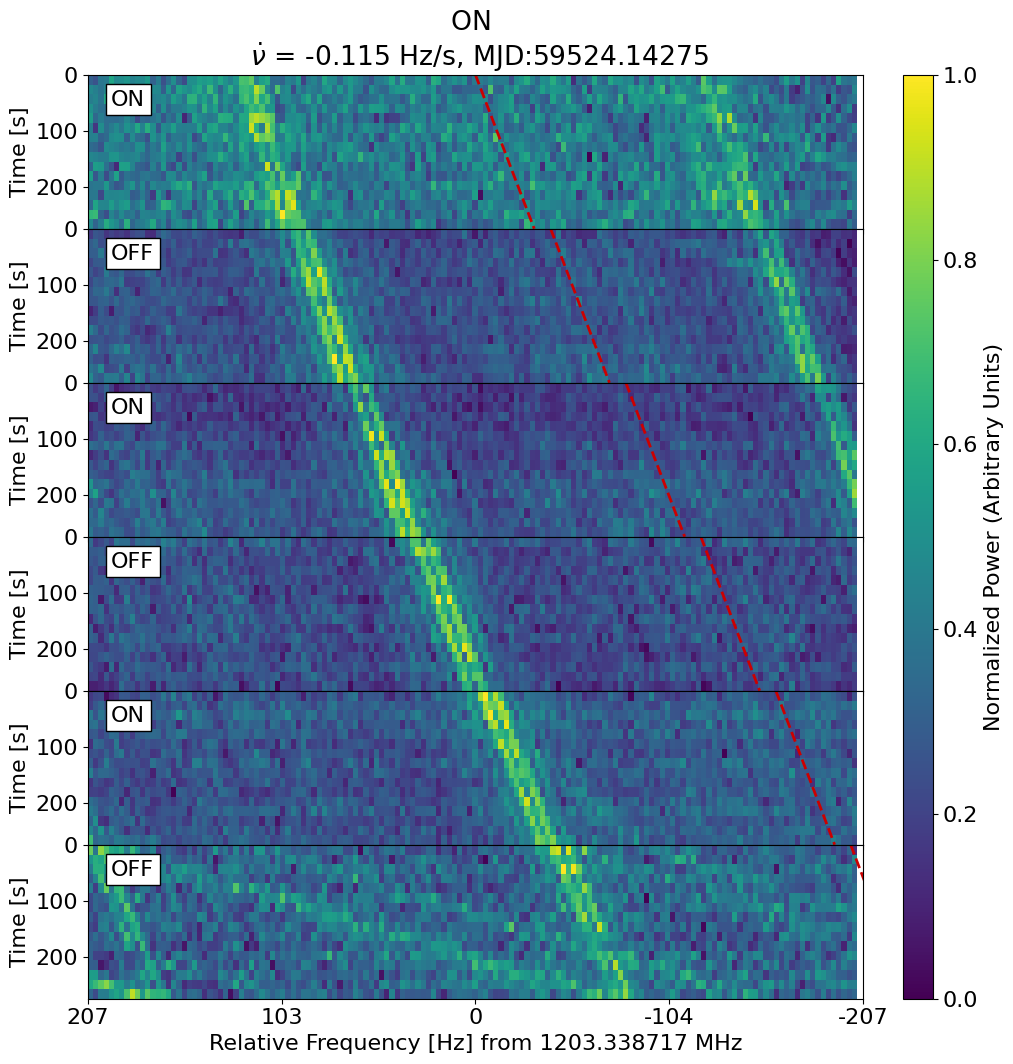 ON
ν̇ = -0.115 Hz/s, MJD:59524.14275
0
ON
100
200
Time [s]
0
OFF
100
200
Time [s]
0
ON
100
200
Time [s]
0
OFF
100
200
Time [s]
0
ON
100
200
Time [s]
0
OFF
100
200
Time [s]
207 103 0 -104 -207
Relative Frequency [Hz] from 1203.338717 MHz
1.0
0.8
0.6
0.4
0.2
0.0
Normalized Power (Arbitrary Units)